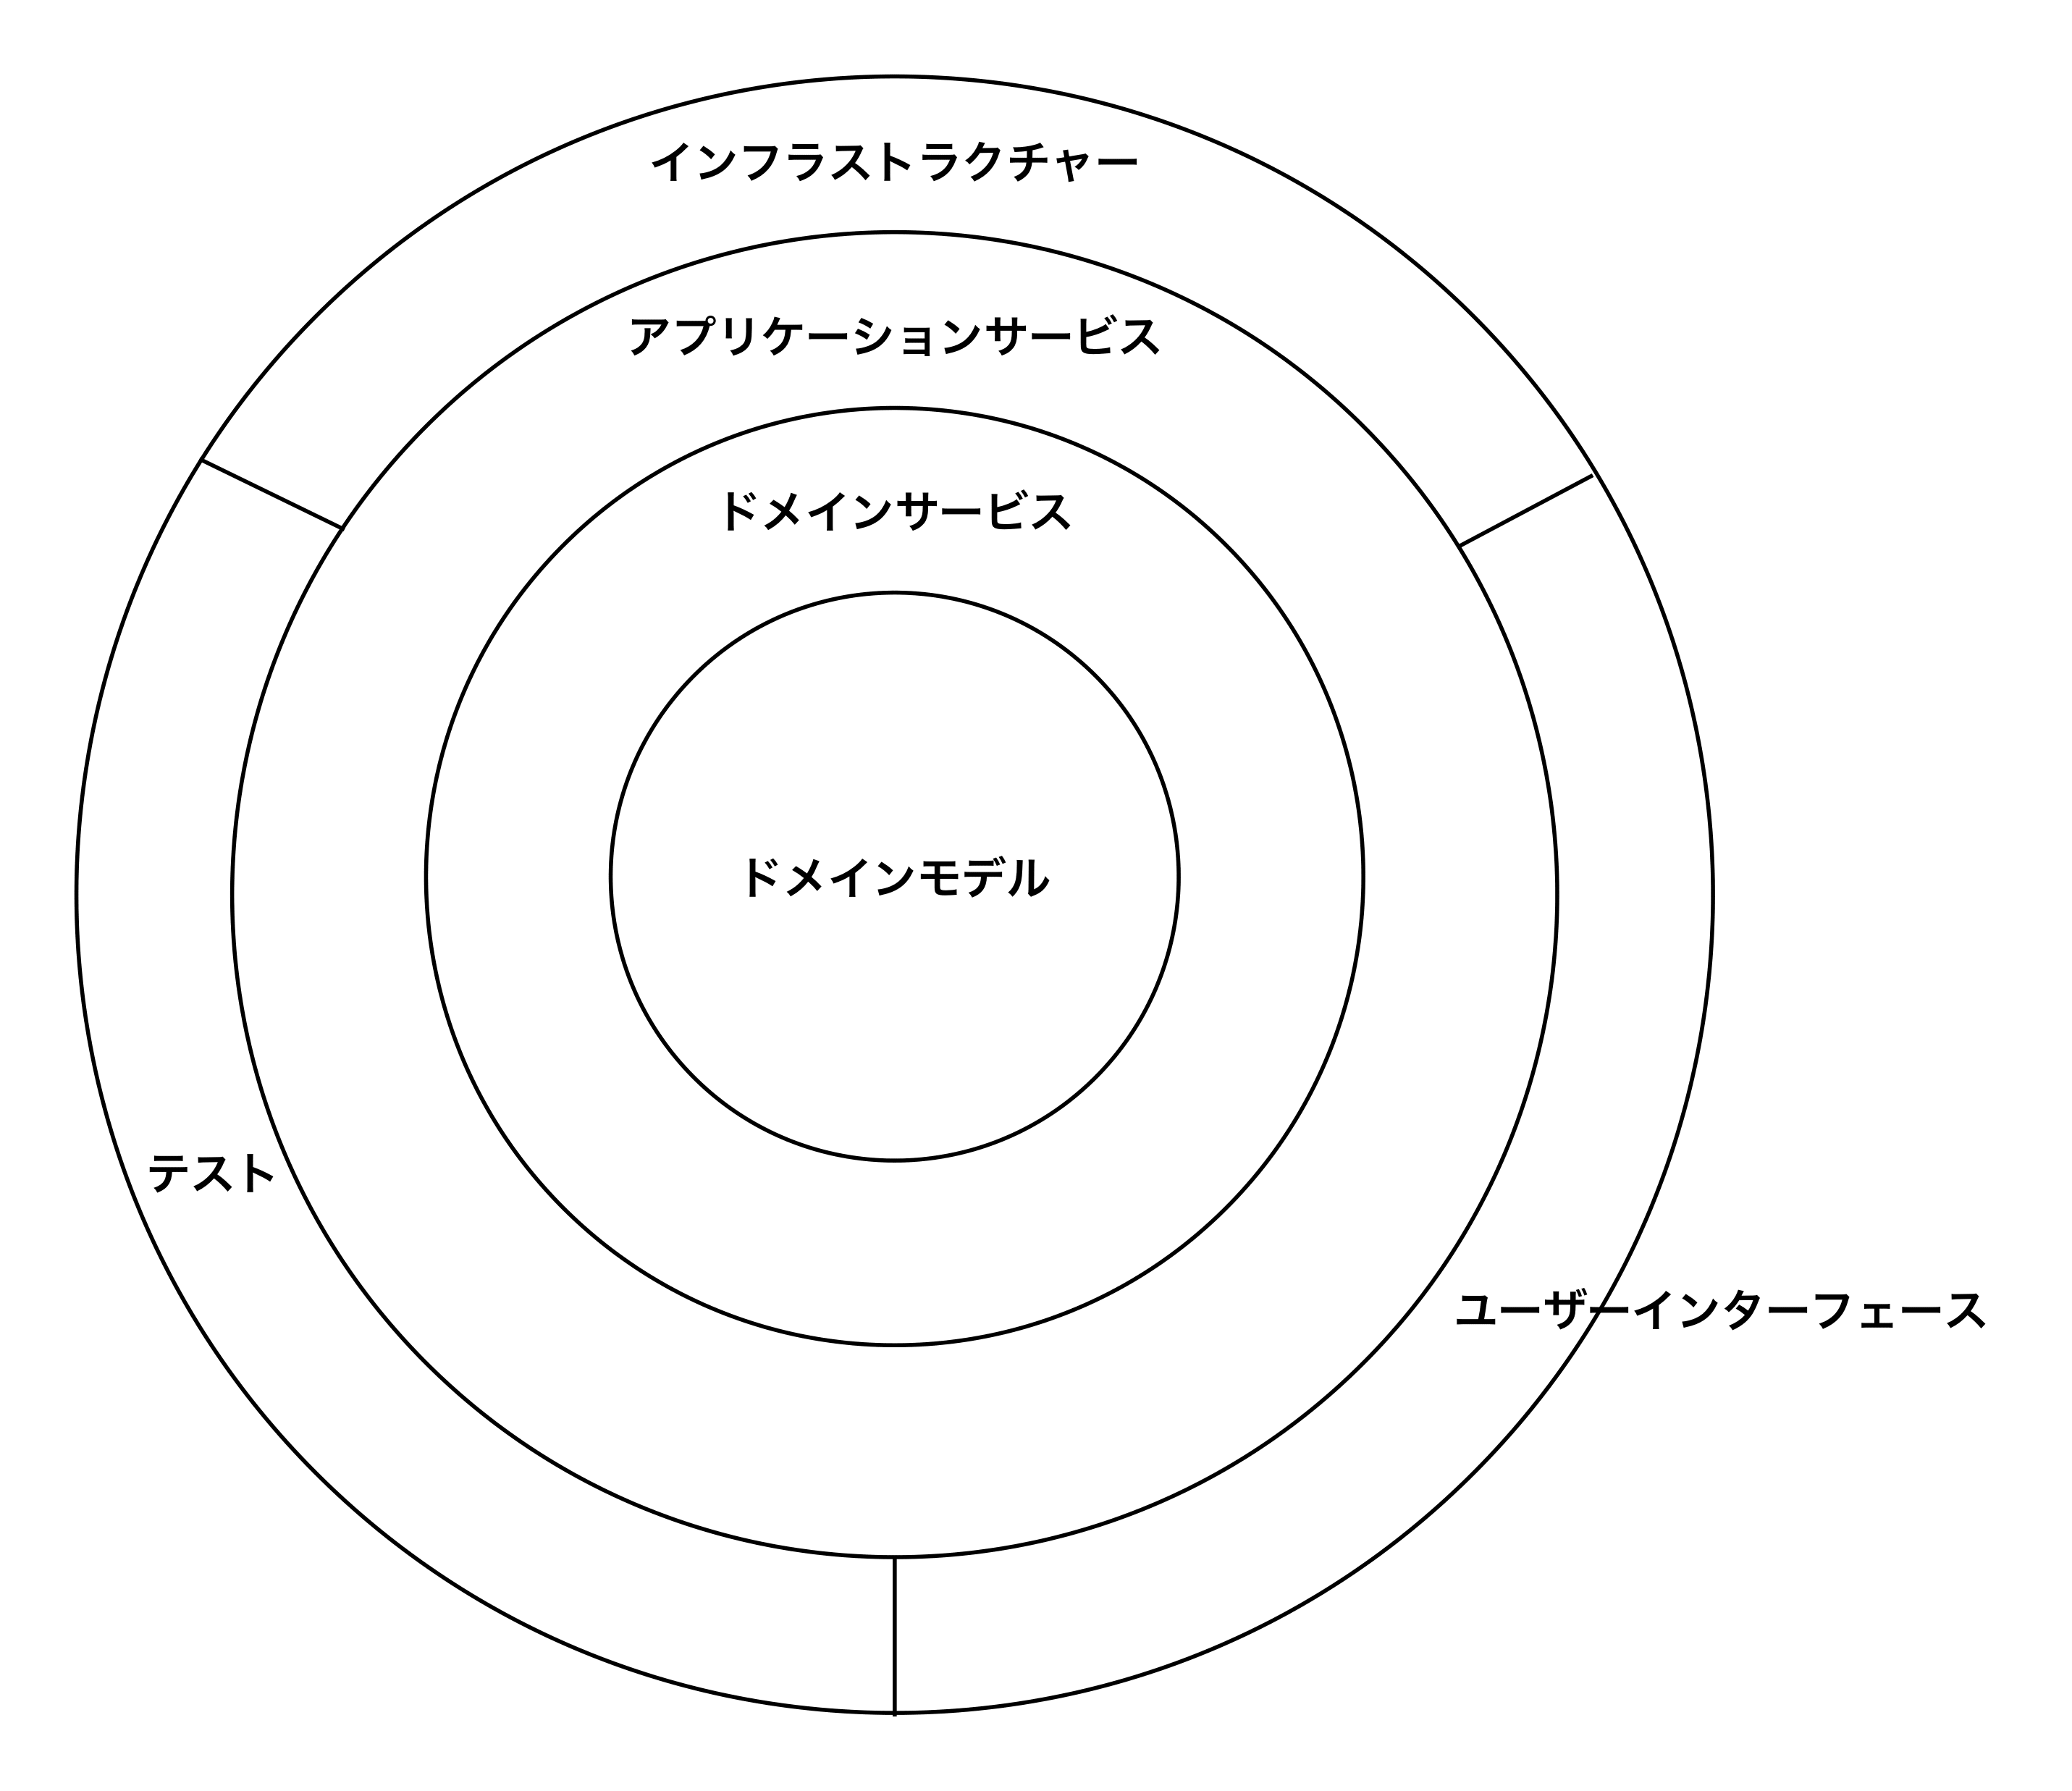 インフラストラクチャー
アプリケーションサービス
ドメインサービス
ドメインモデル
テスト
ユーザーインターフェース